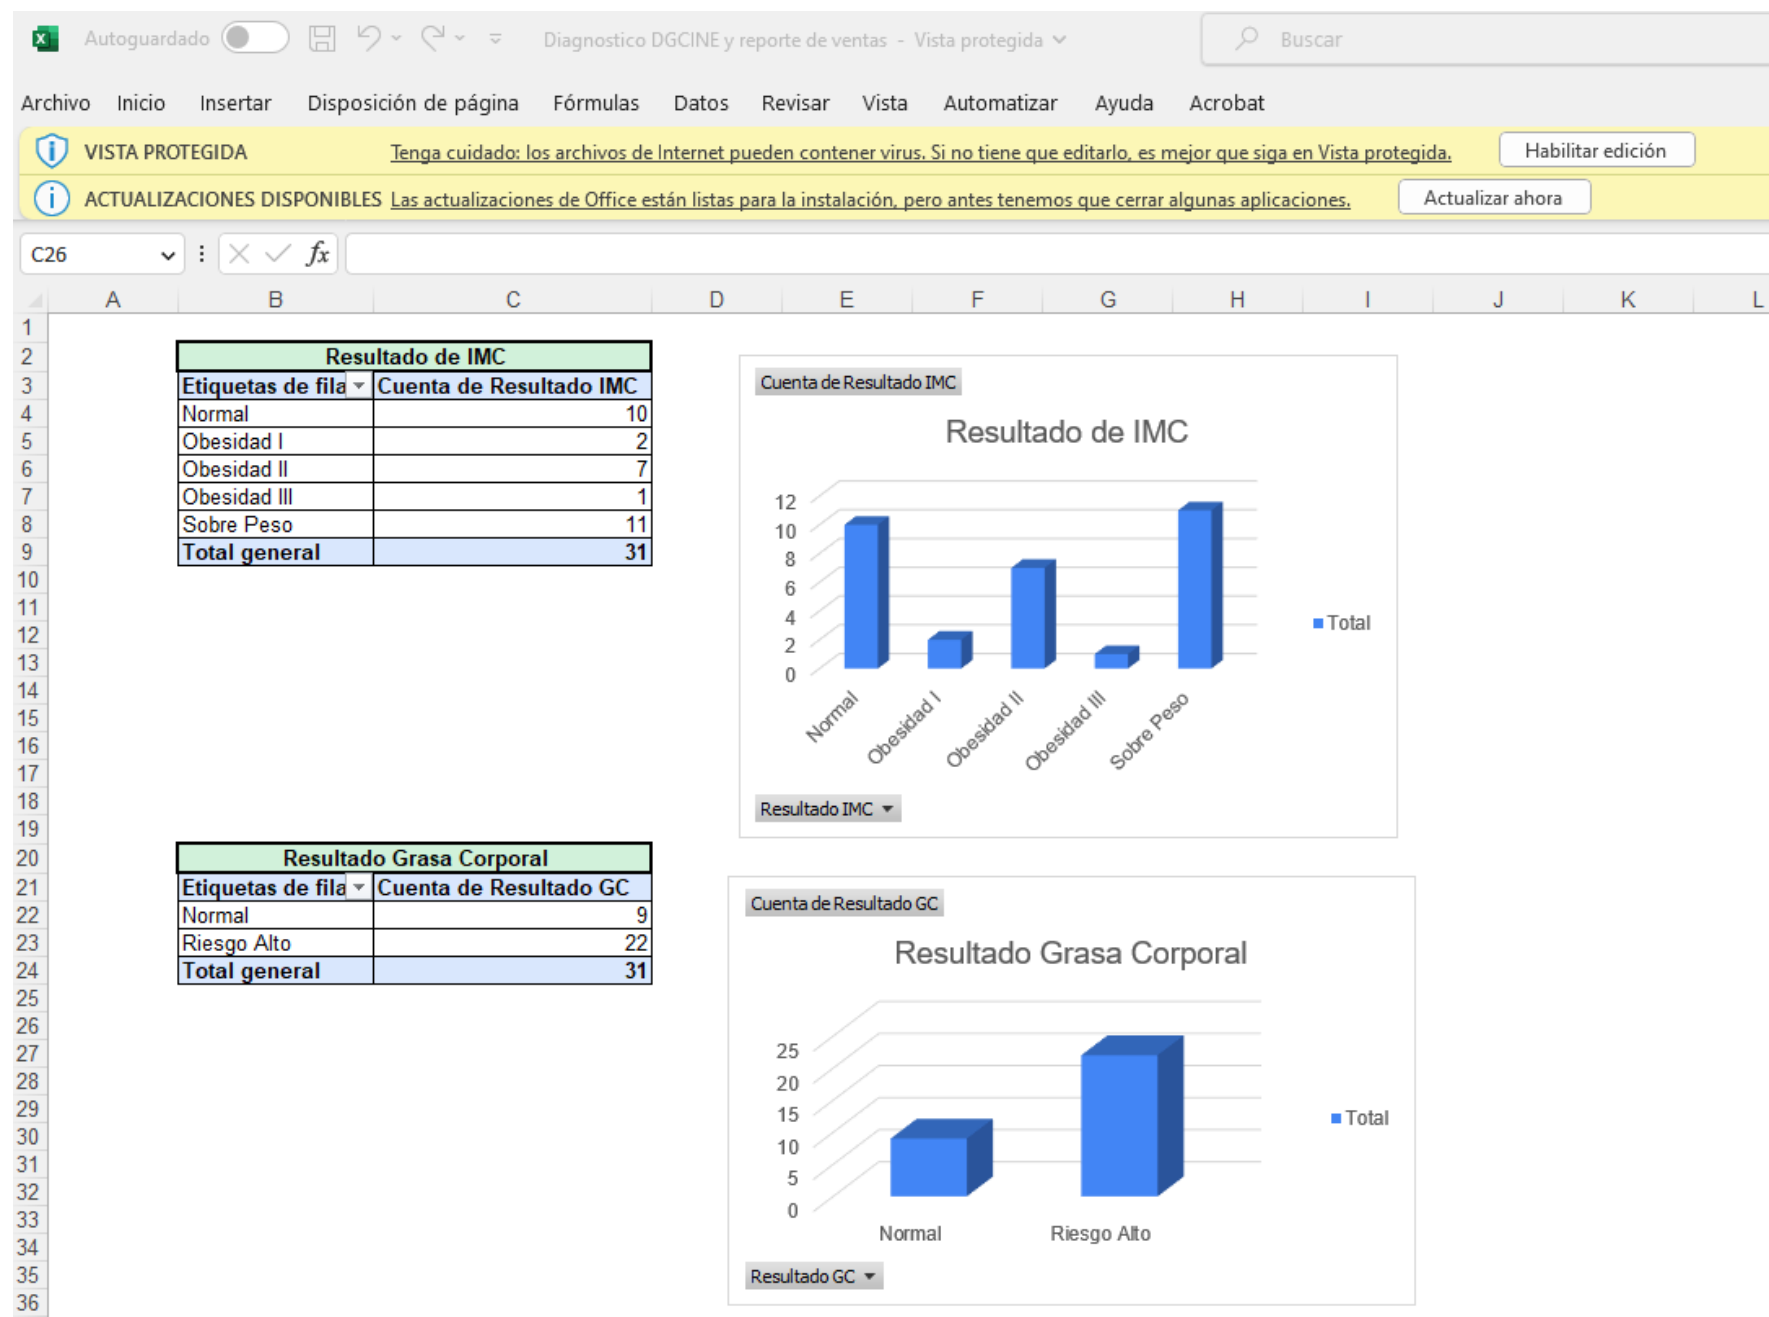 Autoguardado
Diagnostico DGCINE y reporte de ventas - Vista protegida
Buscar
Archivo Inicio Insertar Disposición de página Fórmulas Datos Revisar Vista Automatizar Ayuda Acrobat
VISTA PROTEGIDA Tenga cuidado: los archivos de Internet pueden contener virus. Si no tiene que editarlo, es mejor que siga en Vista protegida. Habilitar edición
ACTUALIZACIONES DISPONIBLES Las actualizaciones de Office están listas para la instalación, pero antes tenemos que cerrar algunas aplicaciones. Actualizar ahora
C26 fx
A B C D E F G H I J K L
1
2 Resultado de IMC
3 Etiquetas de fila Cuenta de Resultado IMC
4 Normal 10
5 Obesidad I 2
6 Obesidad II 7
7 Obesidad III 1
8 Sobre Peso 11
9 Total general 31
10
11
12
13
14
15
16
17
18
19
20 Resultado Grasa Corporal
21 Etiquetas de fila Cuenta de Resultado GC
22 Normal 9
23 Riesgo Alto 22
24 Total general 31
25
26
27
28
29
30
31
32
33
34
35
36
Cuenta de Resultado IMC
Resultado de IMC
12
10
8
6
4
2
0
Normal Obesidad I Obesidad II Obesidad III Sobre Peso
Total
Resultado IMC
Cuenta de Resultado GC
Resultado Grasa Corporal
25
20
15
10
5
0
Normal Riesgo Alto
Total
Resultado GC